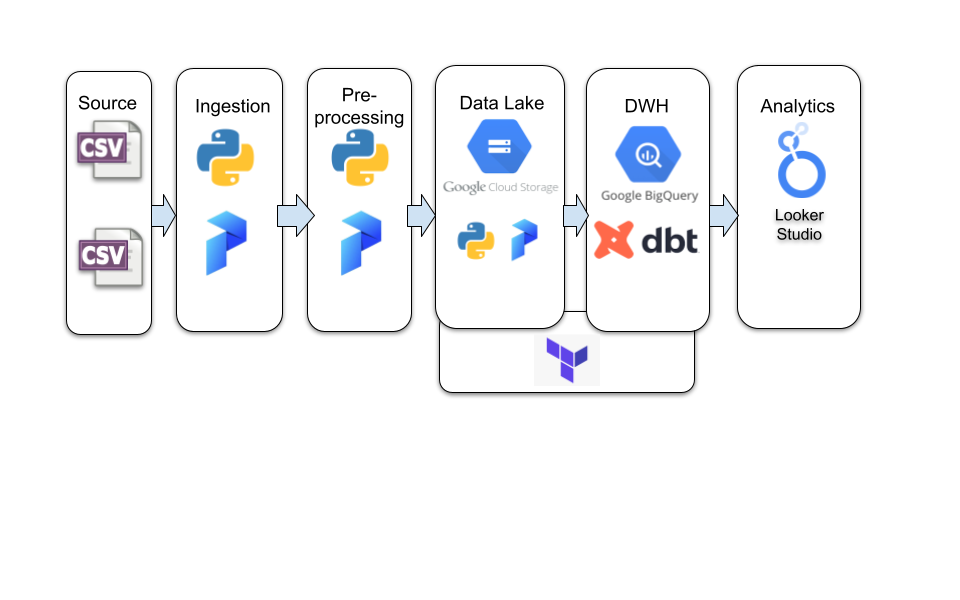 Source
CSV
CSV
Ingestion
Pre-
processing
Data Lake
Google Cloud Storage
DWH
Google BigQuery
dbt
Analytics
Looker
Studio